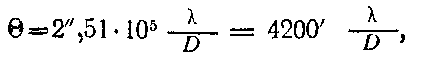 Θ=2″,51·10⁵ λ/D = 4200′ λ/D,